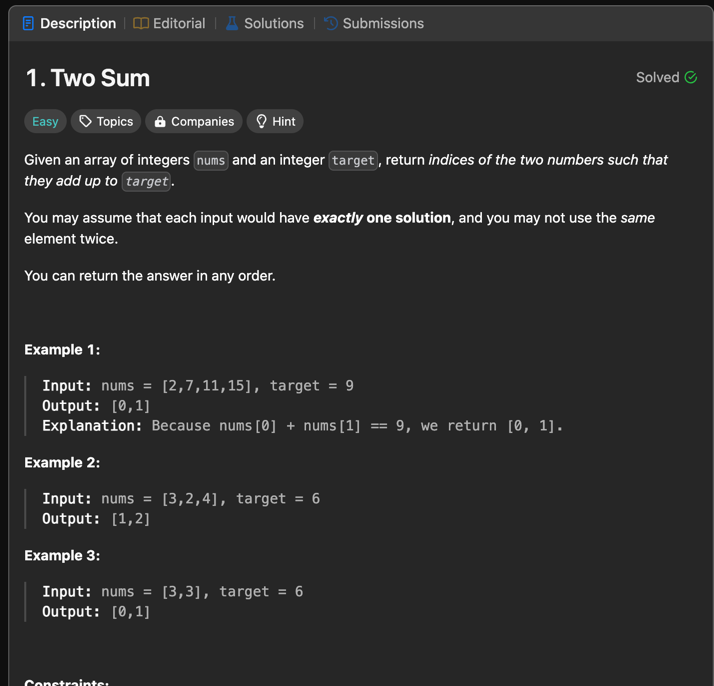 Description | Editorial | Solutions | Submissions
1. Two Sum
Solved
Easy Topics Companies Hint
Given an array of integers nums and an integer target, return indices of the two numbers such that
they add up to target.
You may assume that each input would have exactly one solution, and you may not use the same
element twice.
You can return the answer in any order.
Example 1:
Input: nums = [2,7,11,15], target = 9
Output: [0,1]
Explanation: Because nums[0] + nums[1] == 9, we return [0, 1].
Example 2:
Input: nums = [3,2,4], target = 6
Output: [1,2]
Example 3:
Input: nums = [3,3], target = 6
Output: [0,1]
Constraints: